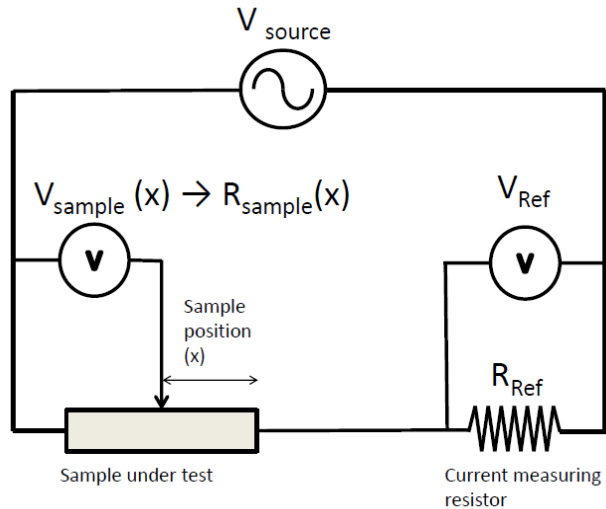 V source
V sample (x) → R sample(x)
V Ref
V
V
Sample
position
(x)
R Ref
Sample under test
Current measuring
resistor